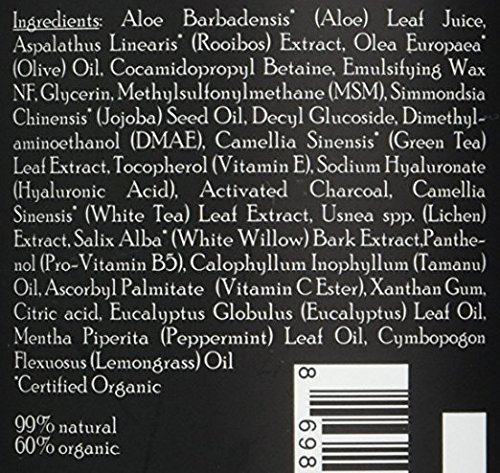 Ingredients: Aloe Barbadensis* (Aloe) Leaf Juice,
Aspalathus Linearis* (Rooibos) Extract, Olea Europaea*
(Olive) Oil, Cocamidopropyl Betaine, Emulsifying Wax
NF, Glycerin, Methylsulfonylmethane (MSM), Simmondsia
Chinensis* (Jojoba) Seed Oil, Decyl Glucoside, Dimethyl-
aminoethanol (DMAE), Camellia Sinensis* (Green Tea)
Leaf Extract, Tocopherol (Vitamin E), Sodium Hyaluronate
(Hyaluronic Acid), Activated Charcoal, Camellia
Sinensis* (White Tea) Leaf Extract, Usnea spp. (Lichen)
Extract, Salix Alba* (White Willow) Bark Extract,Panthe-
nol (Pro-Vitamin B5), Calophyllum Inophyllum (Tamanu)
Oil, Ascorbyl Palmitate (Vitamin C Ester), Xanthan Gum,
Citric acid, Eucalyptus Globulus (Eucalyptus) Leaf Oil,
Mentha Piperita (Peppermint) Leaf Oil, Cymbopogon
Flexuosus (Lemongrass) Oil
*Certified Organic
99% natural
60% organic
8 698